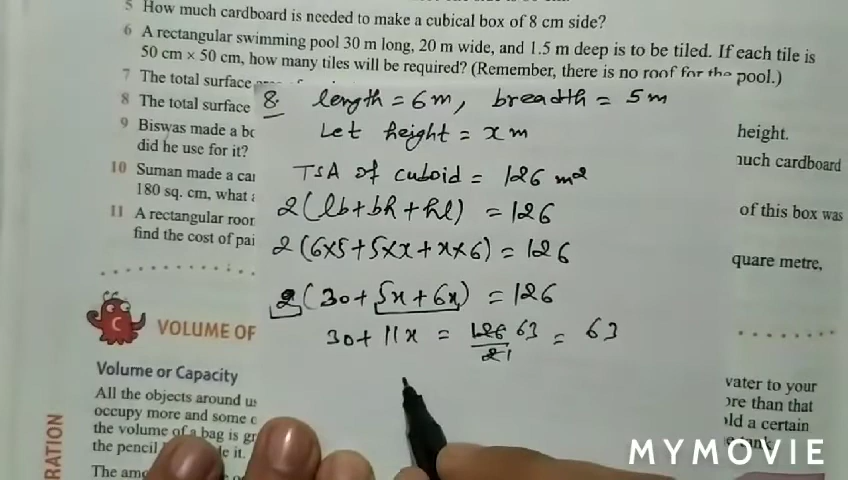 5 How much cardboard is needed to make a cubical box of 8 cm side?
6 A rectangular swimming pool 30 m long, 20 m wide, and 1.5 m deep is to be tiled. If each tile is
50 cm × 50 cm, how many tiles will be required? (Remember, there is no roof for the pool.)
7 The total surface
8 The total surface
height.
9 Biswas made a
did he use for it?
cardboard
10 Suman made a
180 sq. cm, what
of this box was
11 A rectangular
find the cost of
quare metre,
8. length = 6m, breadth = 5m
Let height = x m
TSA of cuboid = 126 m²
2(lb+bh+hl) = 126
2(6×5+5×x+x×6) = 126
2(30+5x+6x) = 126
30+11x = 126/2 63 = 63
C VOLUME OF
Volume or Capacity
All the objects around
occupy more and some
the volume of a bag is
the pencil
it.
The
vater to your
ore than that
old a certain
RATION
MYMOVIE